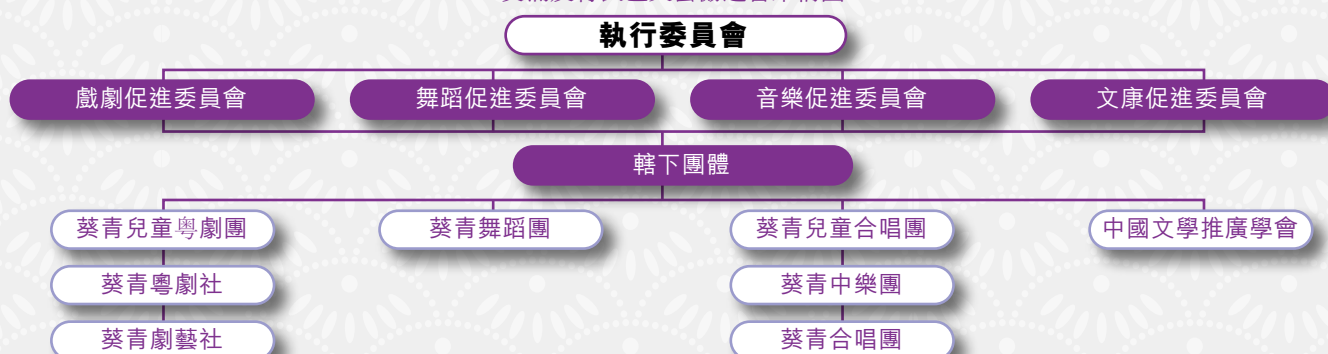 執行委員會
戲劇促進委員會 舞蹈促進委員會 音樂促進委員會 文康促進委員會
轄下團體
葵青兒童粵劇團 葵青舞蹈團 葵青兒童合唱團 中國文學推廣學會
葵青粵劇社 葵青中樂團
葵青劇藝社 葵青合唱團